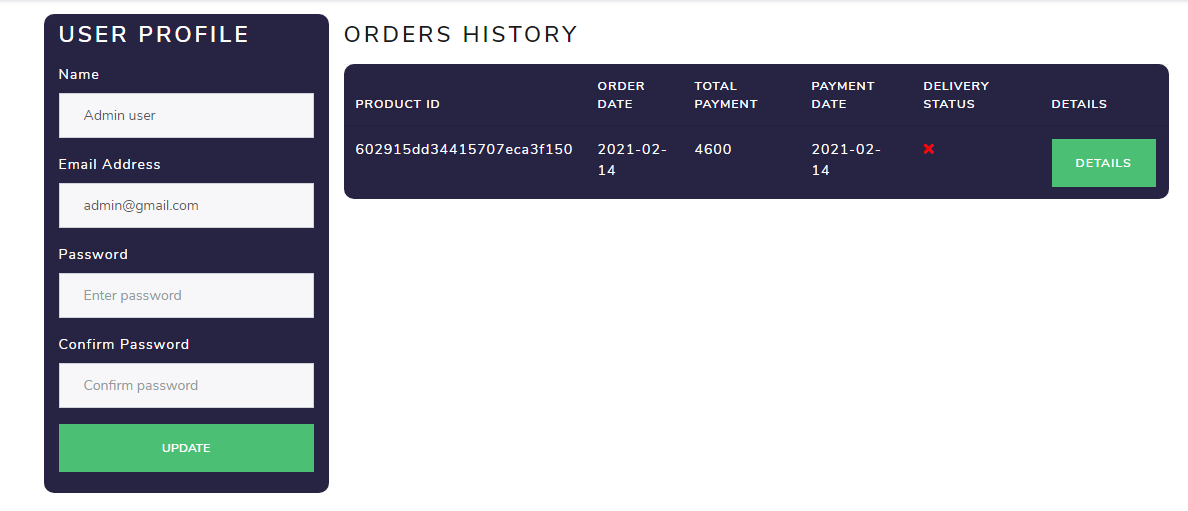 USER PROFILE
Name
Admin user
Email Address
admin@gmail.com
Password
Enter password
Confirm Password
Confirm password
UPDATE
ORDERS HISTORY
PRODUCT ID
ORDER
DATE
TOTAL
PAYMENT
PAYMENT
DATE
DELIVERY
STATUS
DETAILS
602915dd34415707eca3f150
2021-02-
14
4600
2021-02-
14
DETAILS